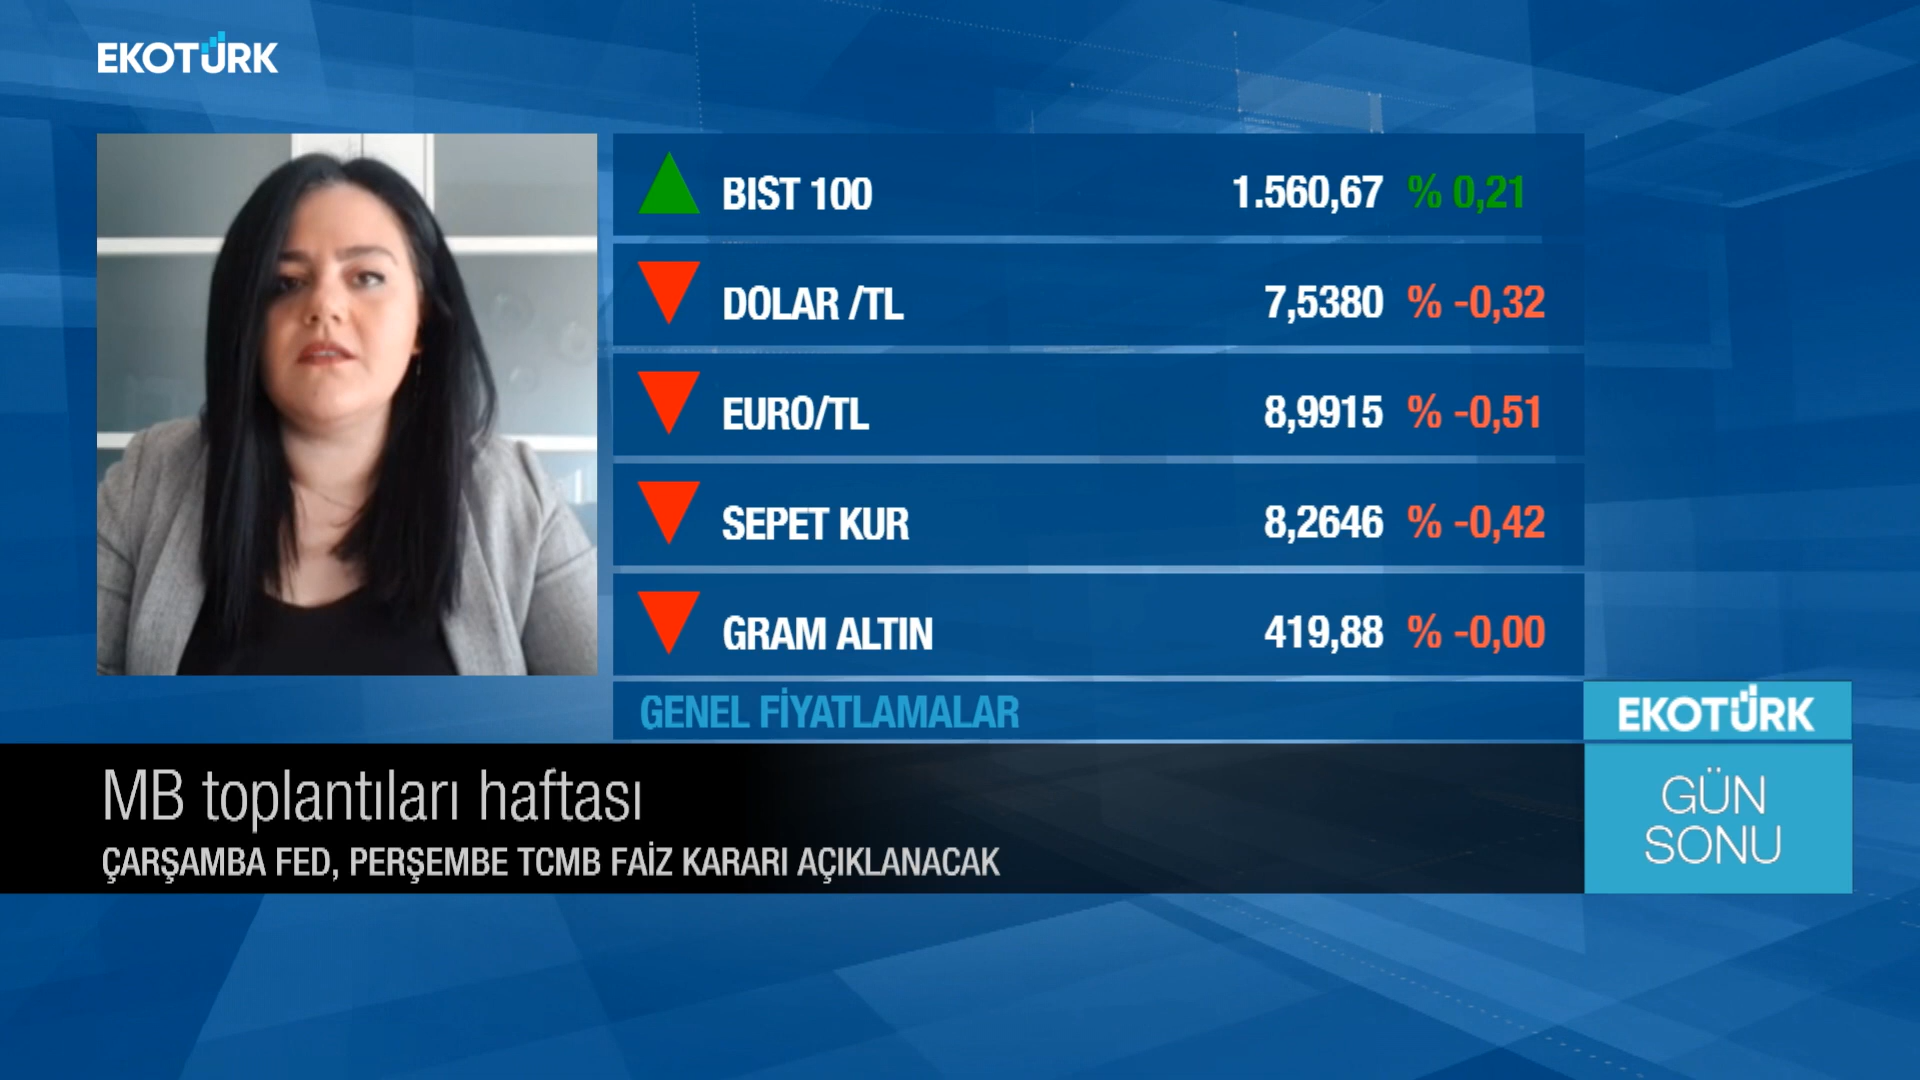 EKOTÜRK
BIST 100 1.560,67 % 0,21
DOLAR /TL 7,5380 % -0,32
EURO/TL 8,9915 % -0,51
SEPET KUR 8,2646 % -0,42
GRAM ALTIN 419,88 % -0,00
GENEL FİYATLAMALAR
EKOTÜRK
MB toplantıları haftası
ÇARŞAMBA FED, PERŞEMBE TCMB FAİZ KARARI AÇIKLANACAK
GÜN
SONU